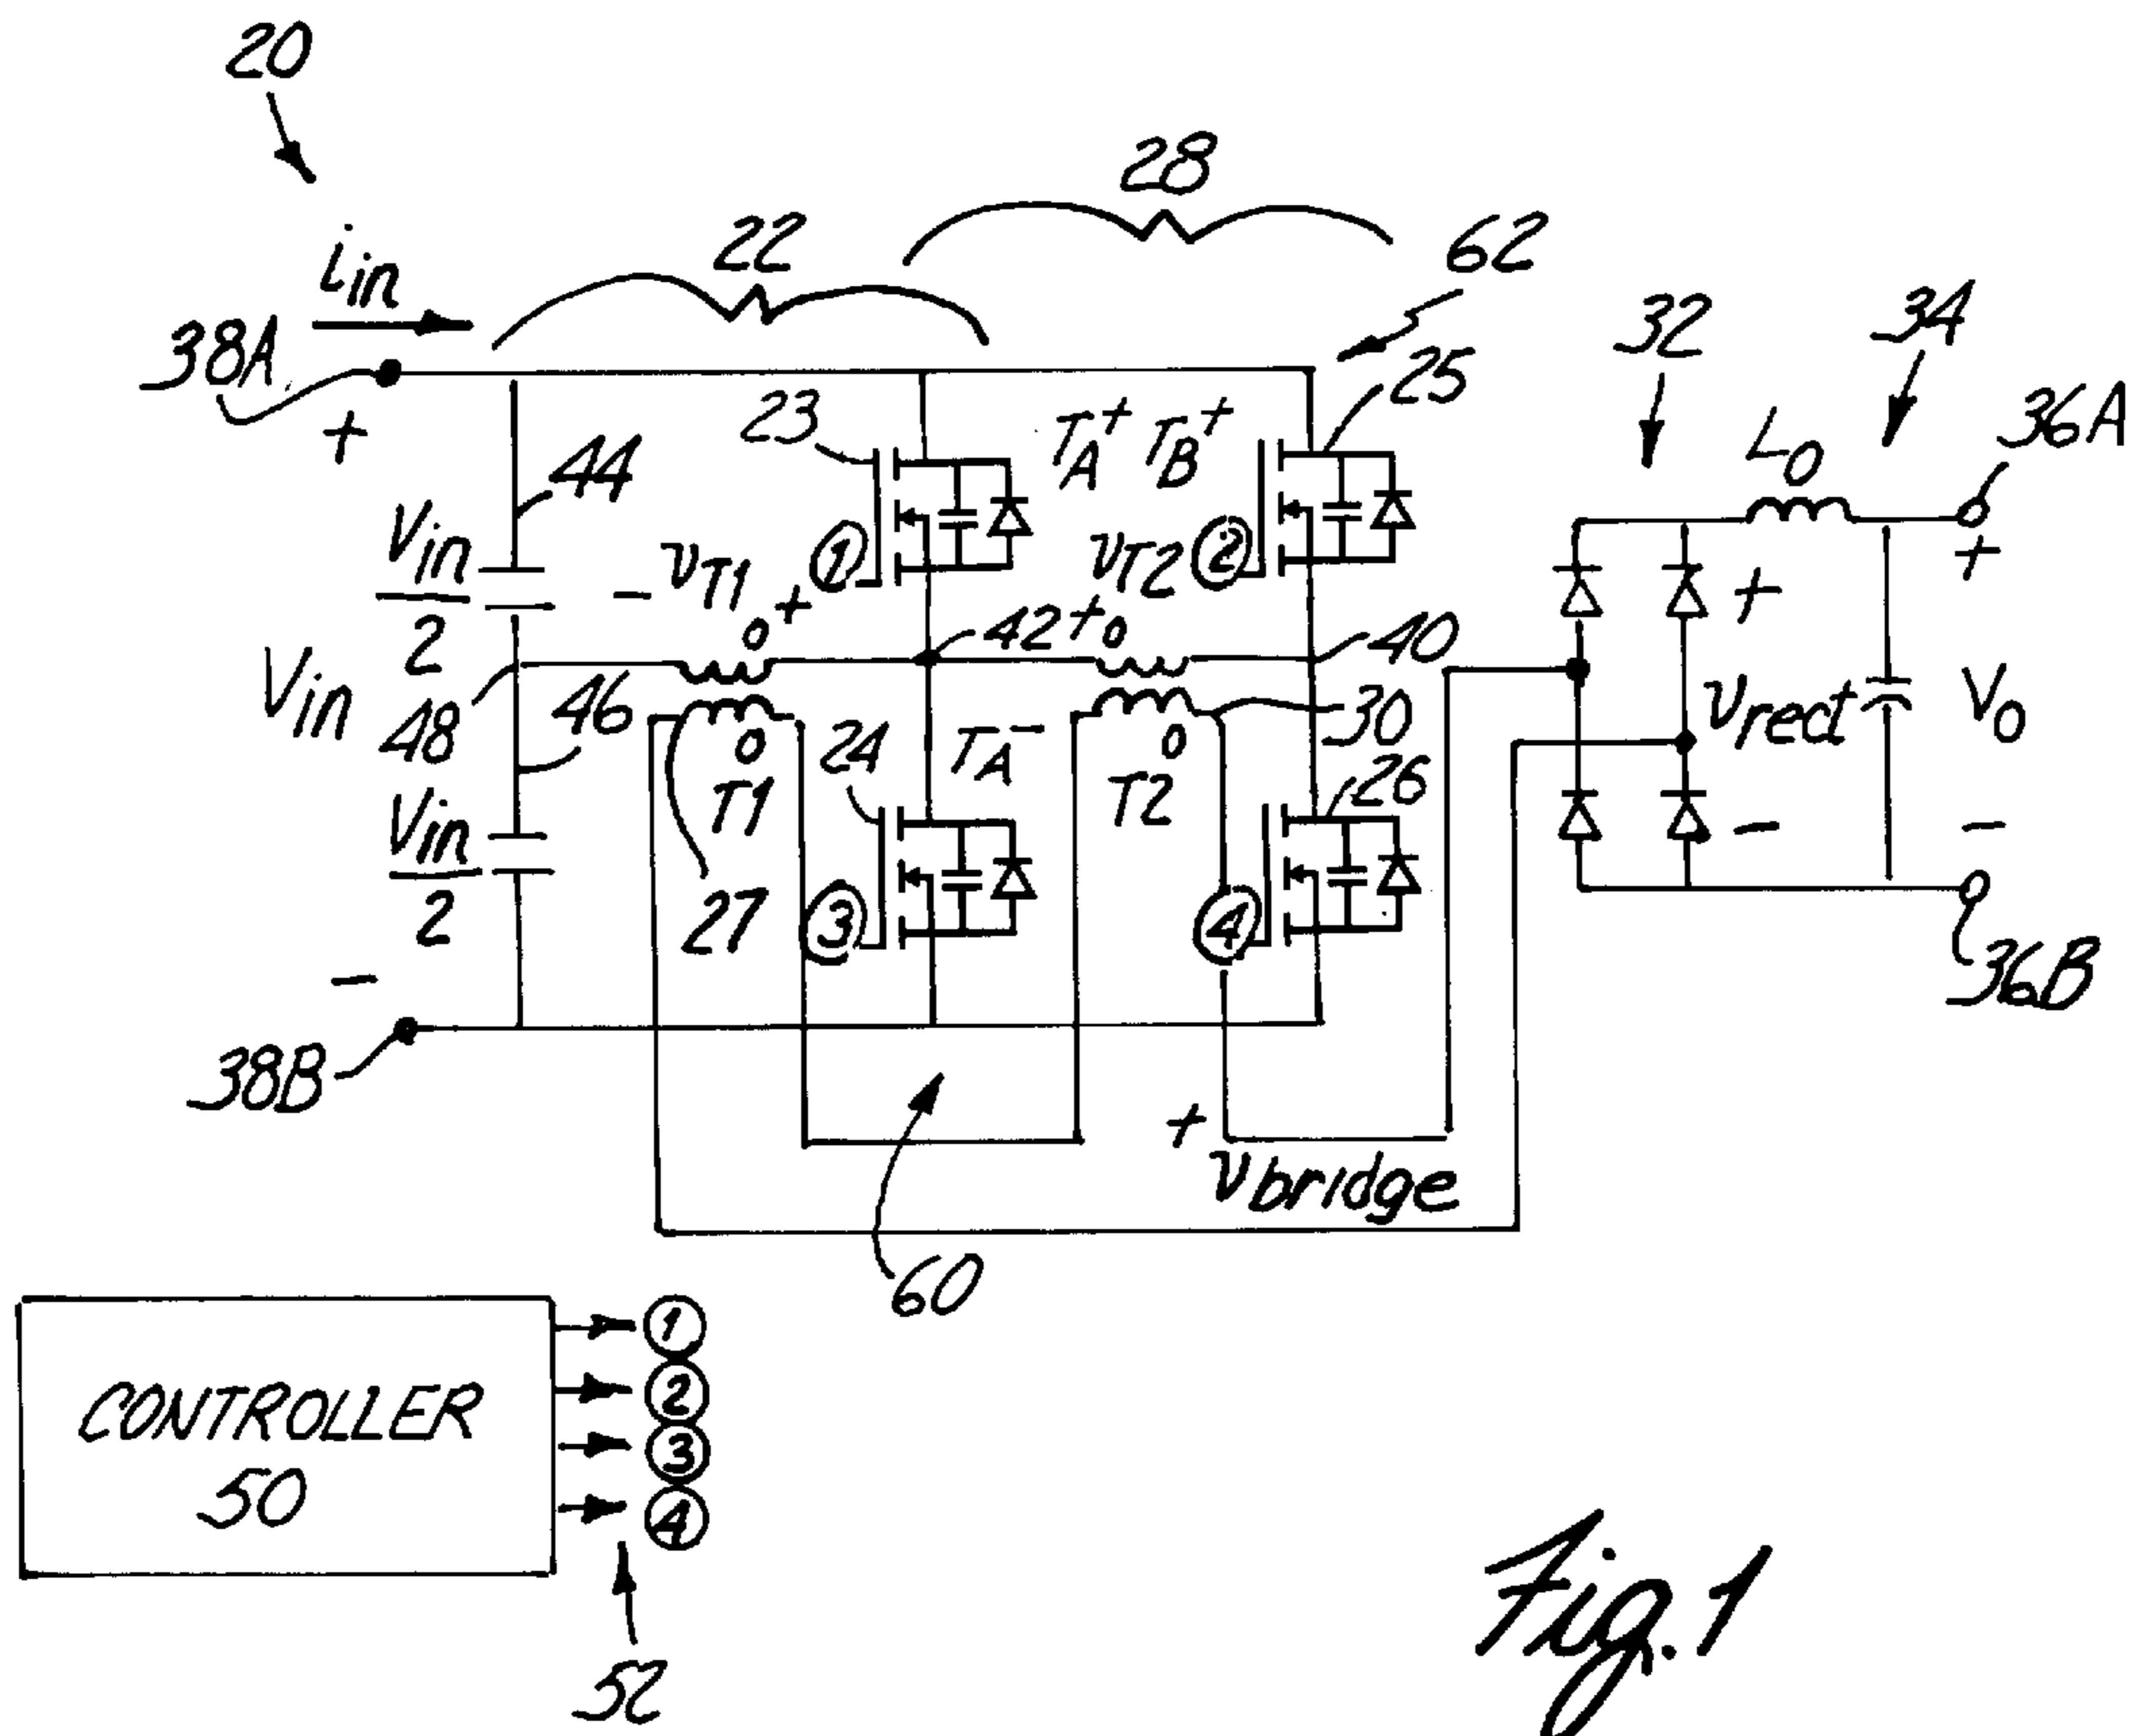 20
28
22
62
iin
32
34
38A
25
36A
+
23
TA+ TB+
LO
44
Vin
2
1
2
- VT1 +
VT2
+
+
42
+
40
Vin
48
46
Vrect
VO
30
24
TA-
T1
T2
26
Vin
2
-
-
27
3
4
36B
-
38B
+
Vbridge
60
CONTROLLER
50
1
2
3
4
52
Fig. 1